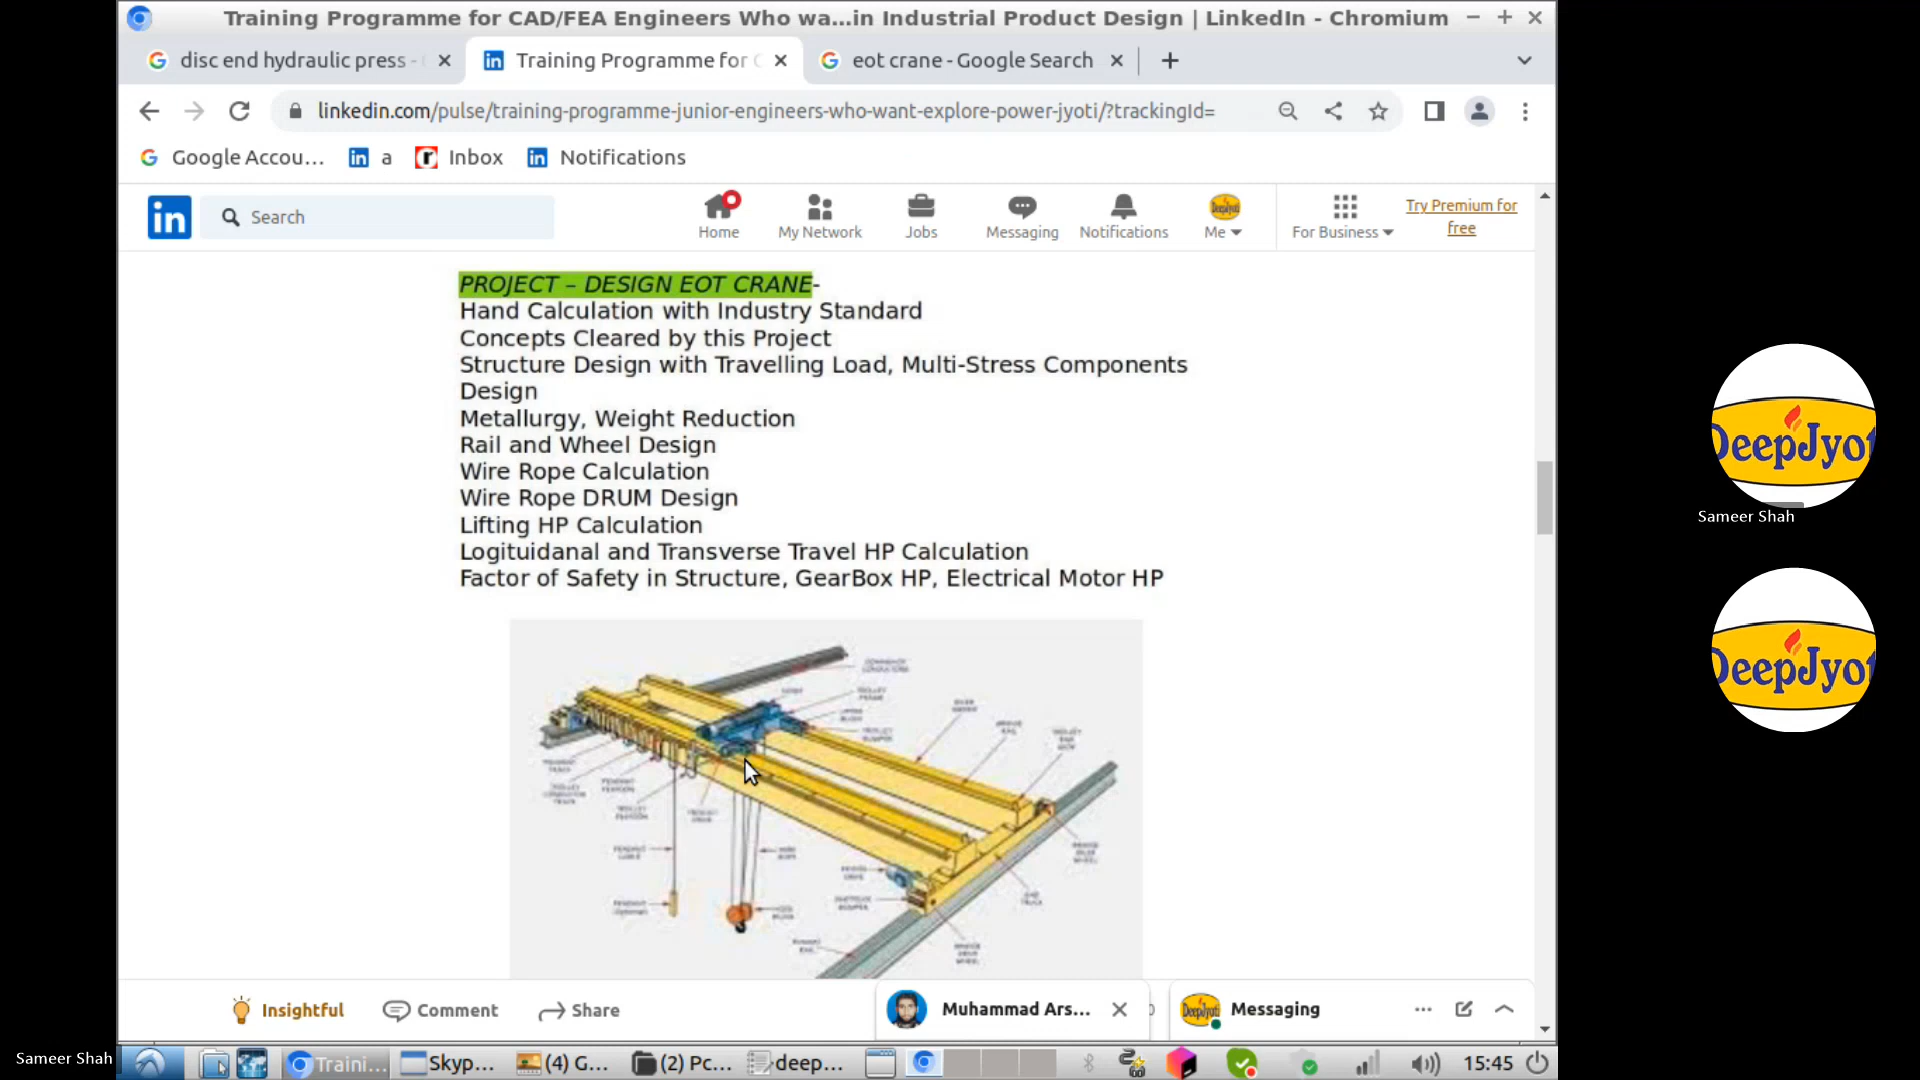 Training Programme for CAD/FEA Engineers Who wa...in Industrial Product Design | LinkedIn - Chromium
disc end hydraulic press -
Training Programme for
eot crane - Google Search
linkedin.com/pulse/training-programme-junior-engineers-who-want-explore-power-jyoti/?trackingId=
Google Accou...
a
Inbox
Notifications
Search
Home
My Network
Jobs
Messaging
Notifications
Me
For Business
Try Premium for
free
PROJECT – DESIGN EOT CRANE-
Hand Calculation with Industry Standard
Concepts Cleared by this Project
Structure Design with Travelling Load, Multi-Stress Components
Design
Metallurgy, Weight Reduction
Rail and Wheel Design
Wire Rope Calculation
Wire Rope DRUM Design
Lifting HP Calculation
Logituidanal and Transverse Travel HP Calculation
Factor of Safety in Structure, GearBox HP, Electrical Motor HP
Insightful
Comment
Share
Muhammad Ars...
Messaging
DeepJyot
Sameer Shah
DeepJyot
Sameer Shah
Traini...
Skyp...
(4) G...
(2) Pc...
deep...
15:45